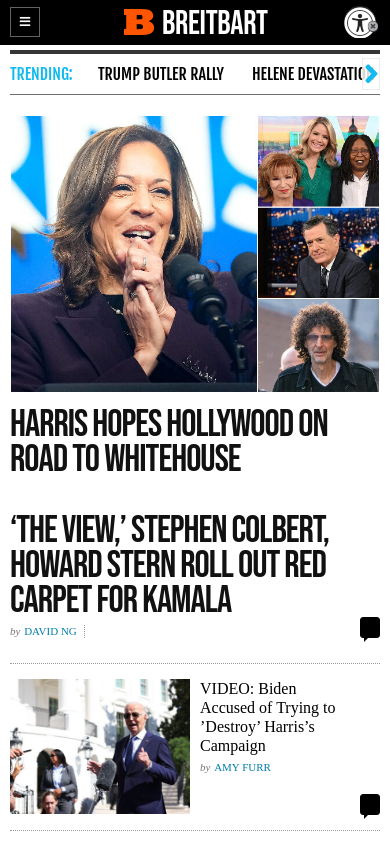 B BREITBART
TRENDING: TRUMP BUTLER RALLY HELENE DEVASTATIO
HARRIS HOPES HOLLYWOOD ON
ROAD TO WHITEHOUSE
‘THE VIEW,’ STEPHEN COLBERT,
HOWARD STERN ROLL OUT RED
CARPET FOR KAMALA
by DAVID NG
VIDEO: Biden
Accused of Trying to
’Destroy’ Harris’s
Campaign
by AMY FURR